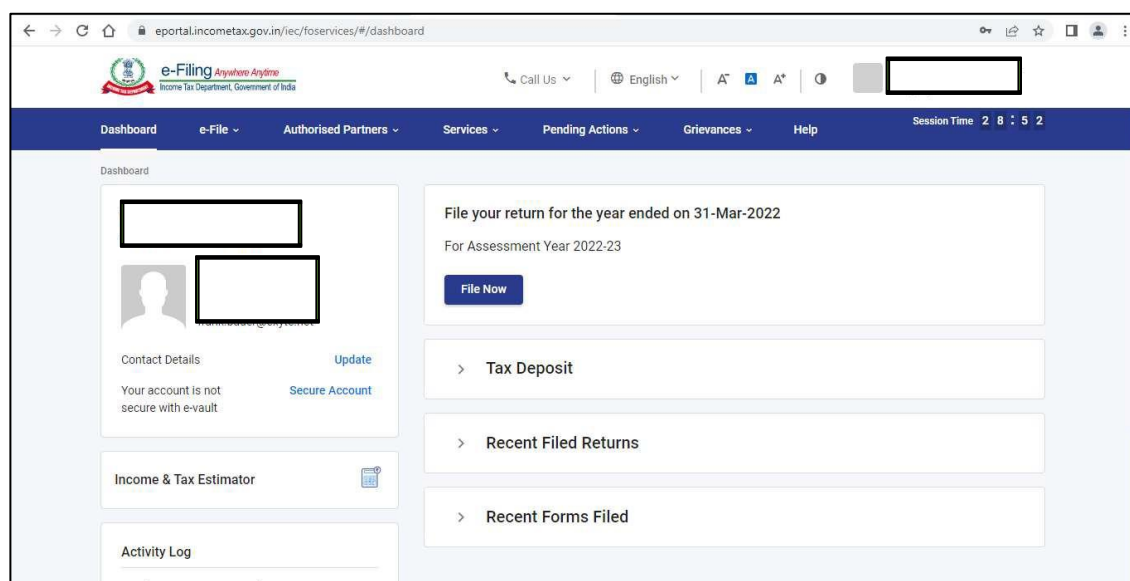 eportal.incometax.gov.in/iec/foservices/#/dashboard
e-Filing Anywhere Anytime
Income Tax Department, Government of India
Call Us
English
A-
A
A+
Dashboard
e-File
Authorised Partners
Services
Pending Actions
Grievances
Help
Session Time 2 8 : 5 2
Dashboard
Contact Details
Update
Your account is not
secure with e-vault
Secure Account
Income & Tax Estimator
Activity Log
File your return for the year ended on 31-Mar-2022
For Assessment Year 2022-23
File Now
Tax Deposit
Recent Filed Returns
Recent Forms Filed